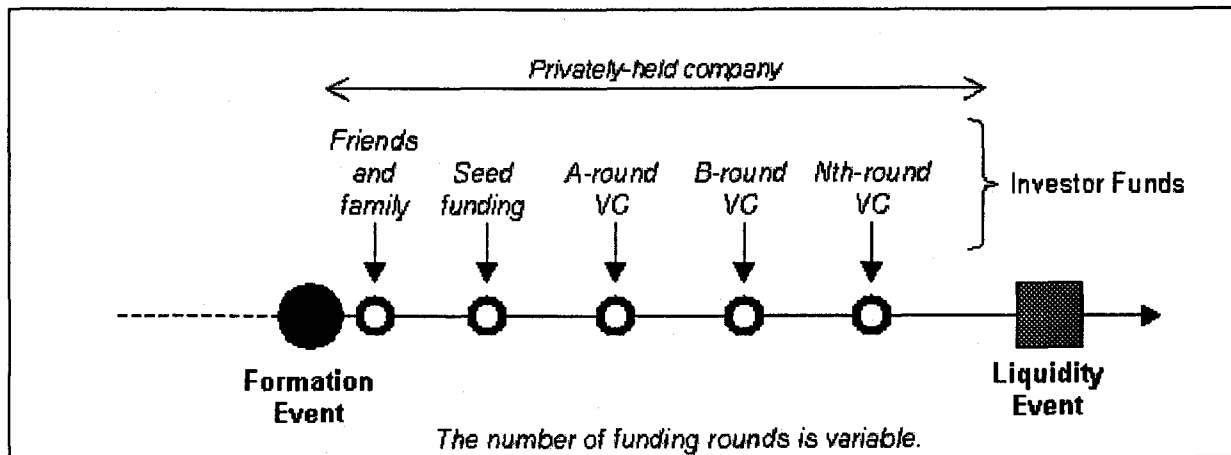 Privately-held company
Friends
and
family
Seed
funding
A-round
VC
B-round
VC
Nth-round
VC
Investor Funds
Formation
Event
Liquidity
Event
The number of funding rounds is variable.